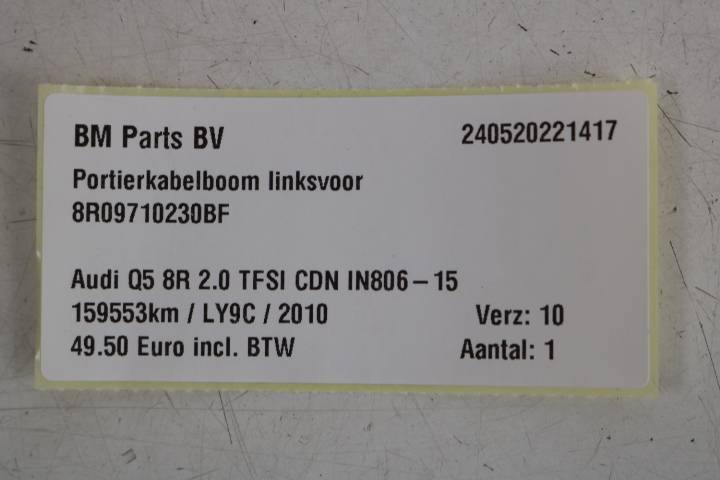 BM Parts BV 240520221417
Portierkabelboom linksvoor
8R09710230BF
Audi Q5 8R 2.0 TFSI CDN IN806-15
159553km / LY9C / 2010 Verz: 10
49.50 Euro incl. BTW Aantal: 1